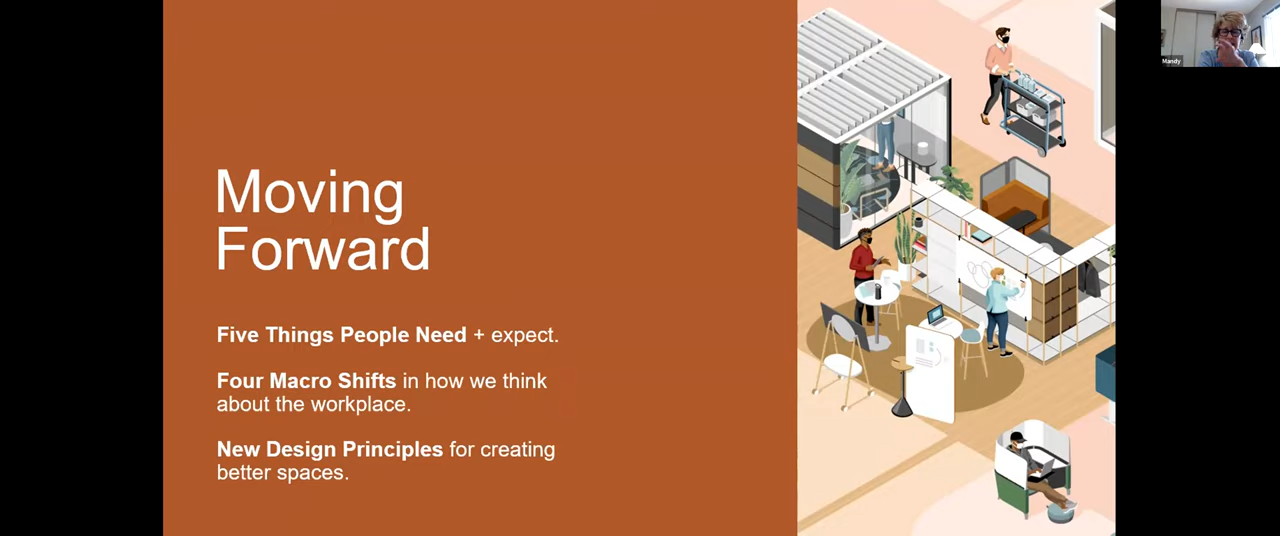 Moving
Forward
Five Things People Need + expect.
Four Macro Shifts in how we think
about the workplace.
New Design Principles for creating
better spaces.
Mandy